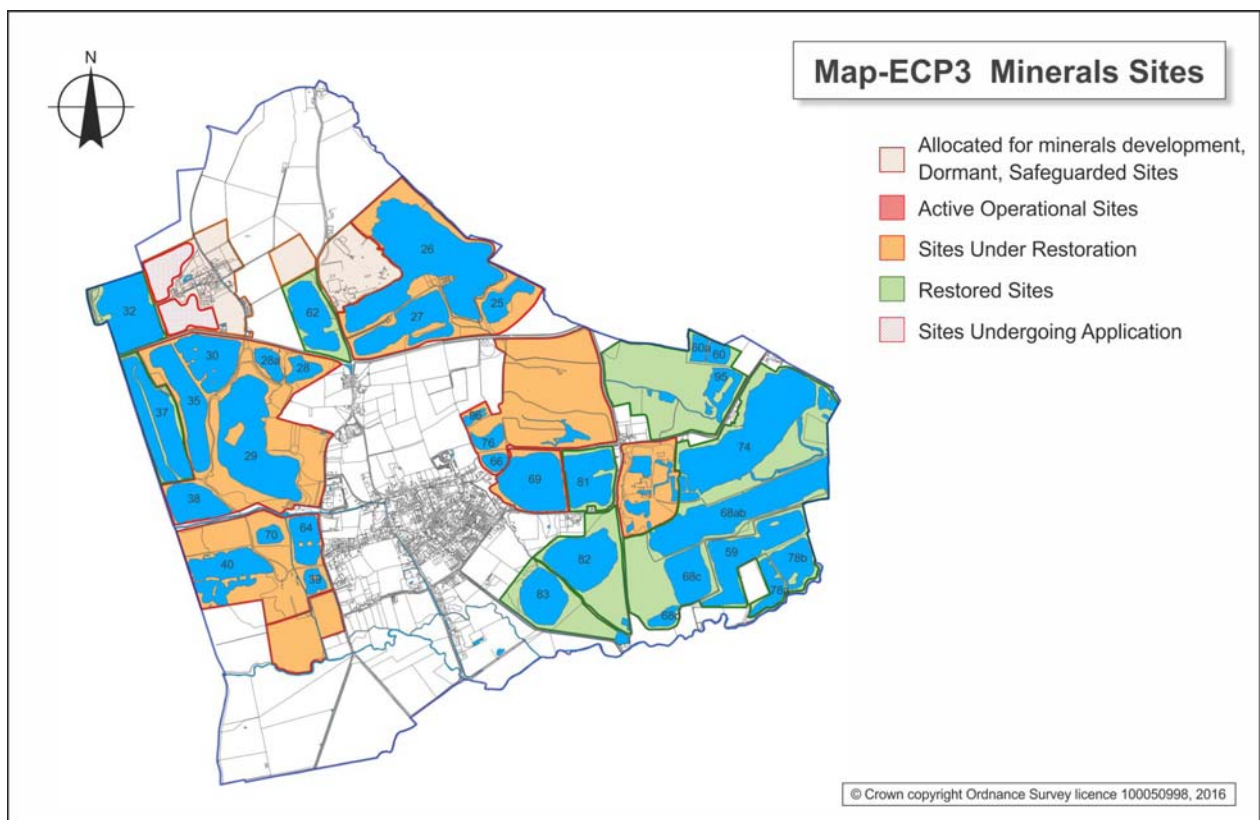 N
Map-ECP3 Minerals Sites
Allocated for minerals development,
Dormant, Safeguarded Sites
Active Operational Sites
Sites Under Restoration
Restored Sites
Sites Undergoing Application
26
32
25
62
27
30
28a
28
60a
60
95
37
35
74
76
29
66
69
81
38
68ab
64
70
82
59
78b
40
68c
39
83
© Crown copyright Ordnance Survey licence 100050998, 2016